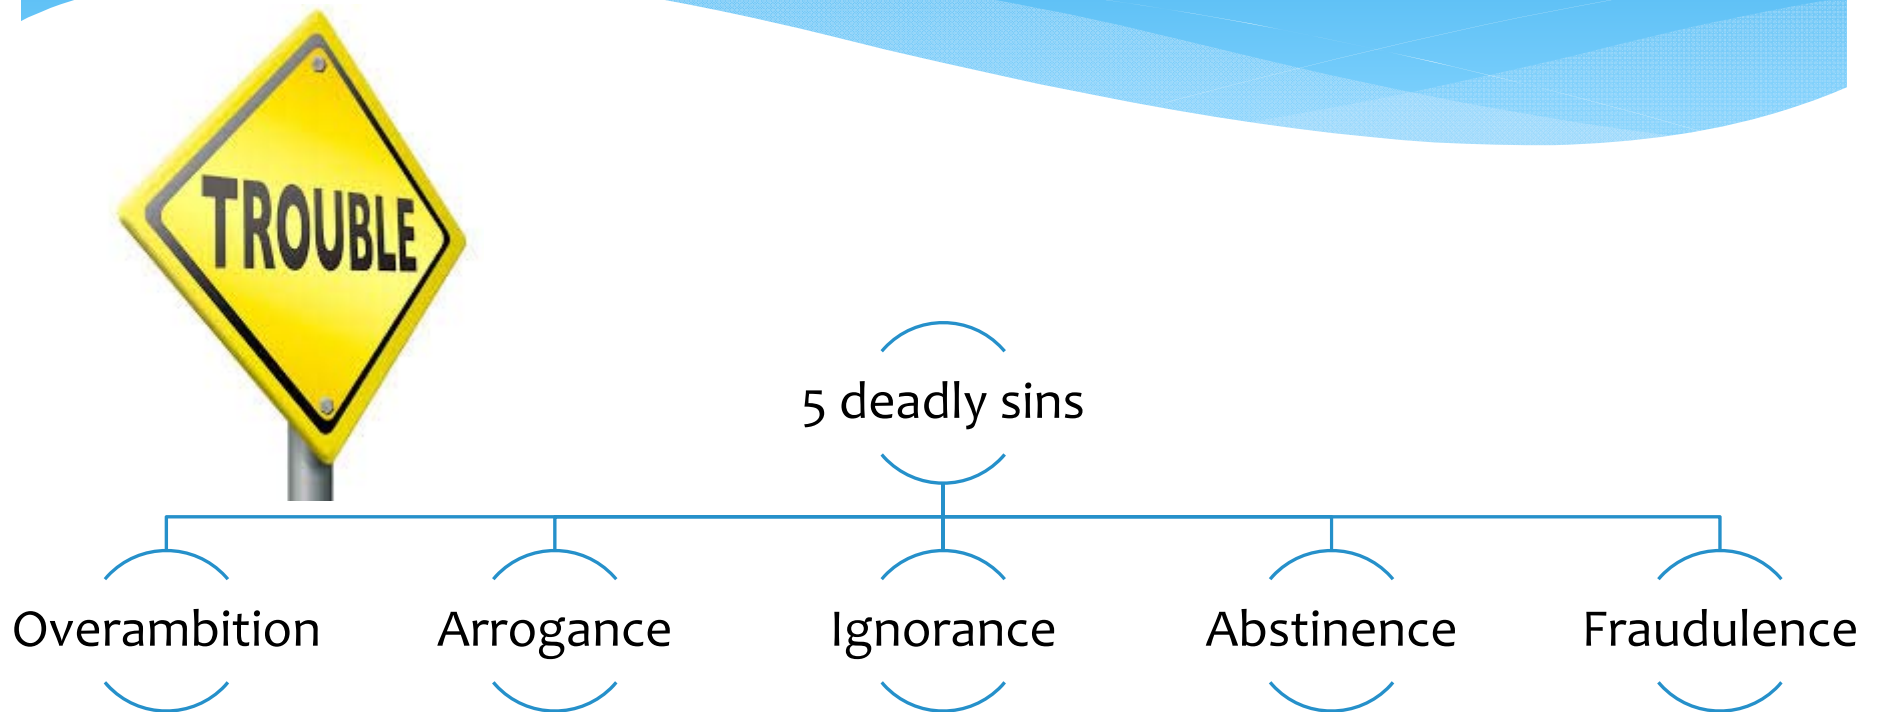 TROUBLE
5 deadly sins
Overambition
Arrogance
Ignorance
Abstinence
Fraudulence